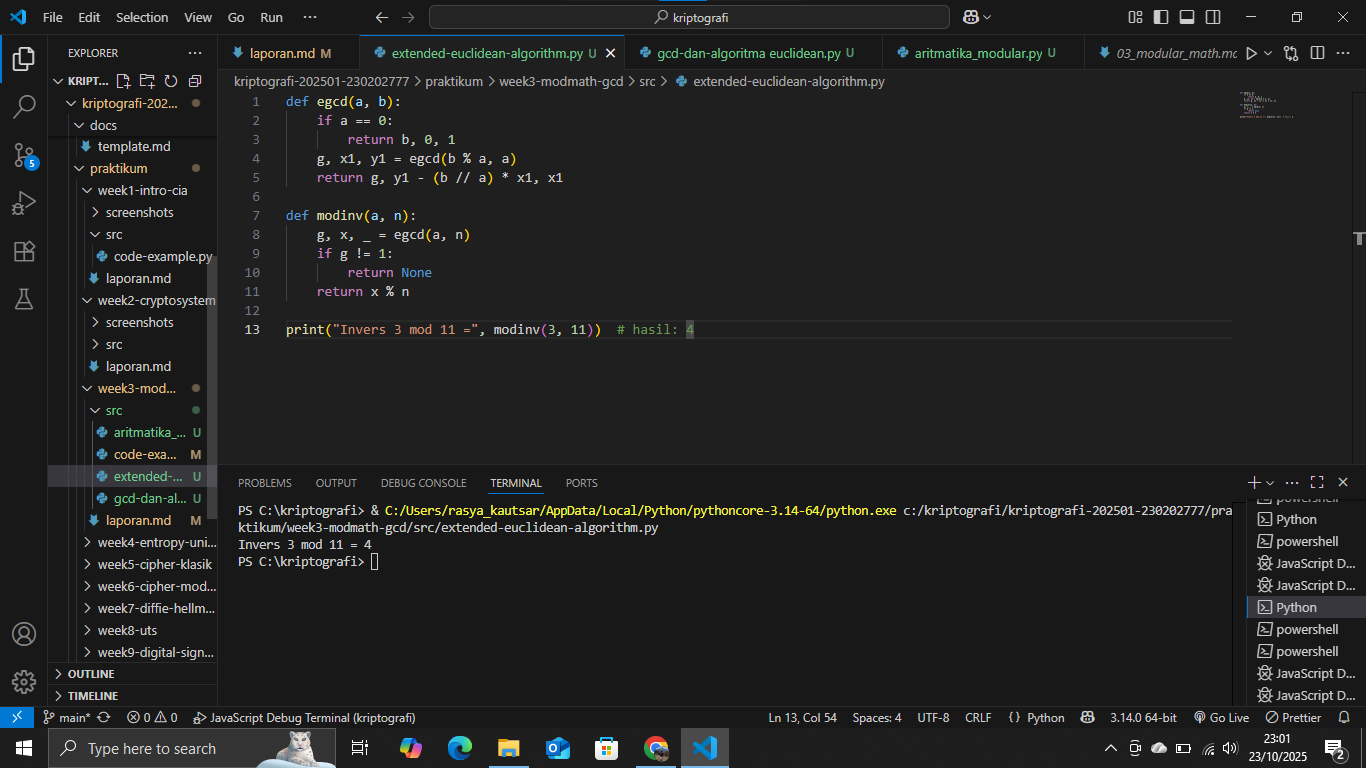 File Edit Selection View Go Run ··· kriptografi
EXPLORER ···
KRIPT...
kriptografi-202...
docs
template.md
praktikum
week1-intro-cia
screenshots
src
code-example.py
laporan.md
week2-cryptosystem
screenshots
src
laporan.md
week3-mod...
src
aritmatika_... U
code-exa... M
extended-... U
gcd-dan-al... U
laporan.md M
week4-entropy-uni...
week5-cipher-klasik
week6-cipher-mod...
week7-diffie-hellm...
week8-uts
week9-digital-sign...
OUTLINE
TIMELINE
5
laporan.md M extended-euclidean-algorithm.py U gcd-dan-algoritma euclidean.py U aritmatika_modular.py U 03_modular_math.mc
kriptografi-202501-230202777 > praktikum > week3-modmath-gcd > src > extended-euclidean-algorithm.py
1 def egcd(a, b):
2     if a == 0:
3         return b, 0, 1
4     g, x1, y1 = egcd(b % a, a)
5     return g, y1 - (b // a) * x1, x1
6
7 def modinv(a, n):
8     g, x, _ = egcd(a, n)
9     if g != 1:
10         return None
11     return x % n
12
13 print("Invers 3 mod 11 =", modinv(3, 11))  # hasil: 4
PROBLEMS OUTPUT DEBUG CONSOLE TERMINAL PORTS
PS C:\kriptografi> & C:/Users/rasya_kautsar/AppData/Local/Python/pythoncore-3.14-64/python.exe c:/kriptografi/kriptografi-202501-230202777/pra
ktikum/week3-modmath-gcd/src/extended-euclidean-algorithm.py
Invers 3 mod 11 = 4
PS C:\kriptografi>
powershell
Python
powershell
JavaScript D...
JavaScript D...
Python
powershell
powershell
JavaScript D...
JavaScript D...
main* 0 0 JavaScript Debug Terminal (kriptografi) Ln 13, Col 54 Spaces: 4 UTF-8 CRLF {} Python 3.14.0 64-bit Go Live Prettier
Type here to search
23:01
23/10/2025
2